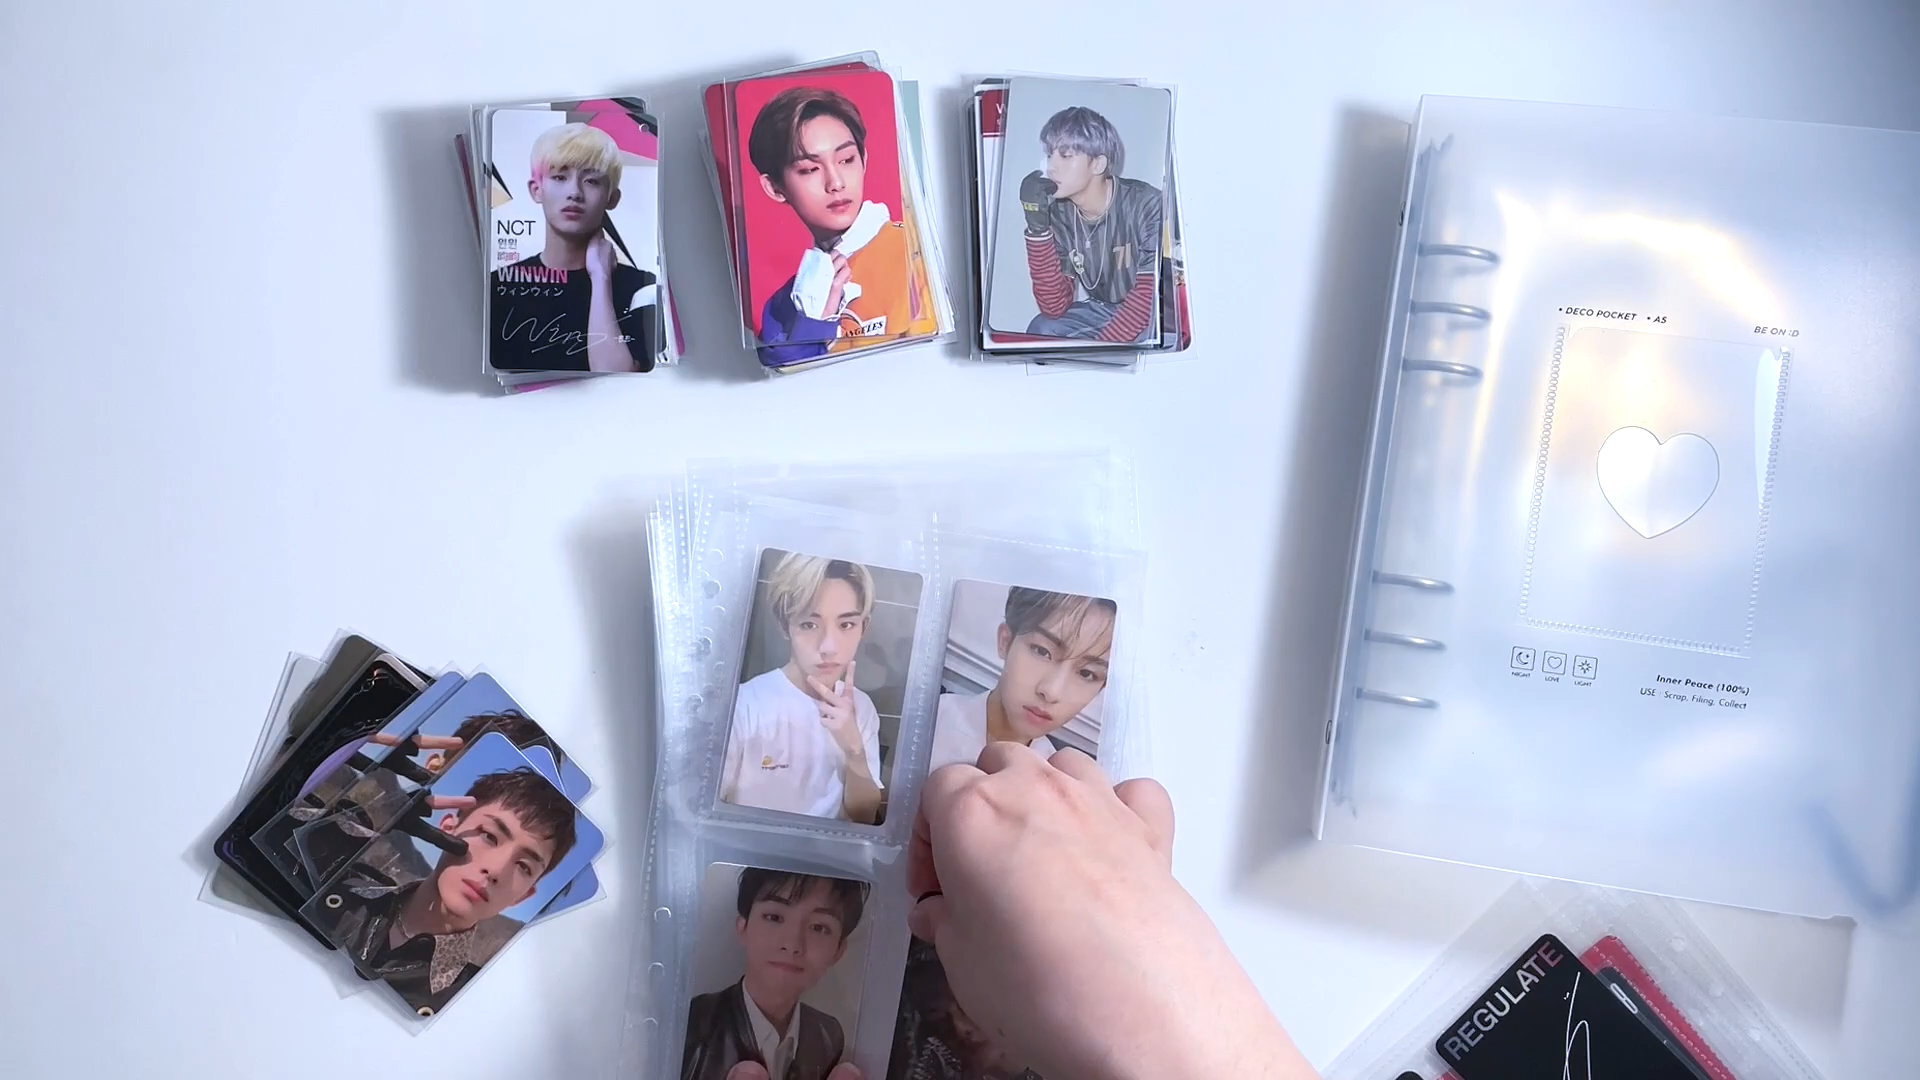 NCT
윈윈
WINWIN
ウィンウィン
ANGELES
71
• DECO POCKET • A5
BE ON:D
NIGHT LOVE LIGHT
Inner Peace (100%)
USE : Scrap, Filing, Collect
REGULATE